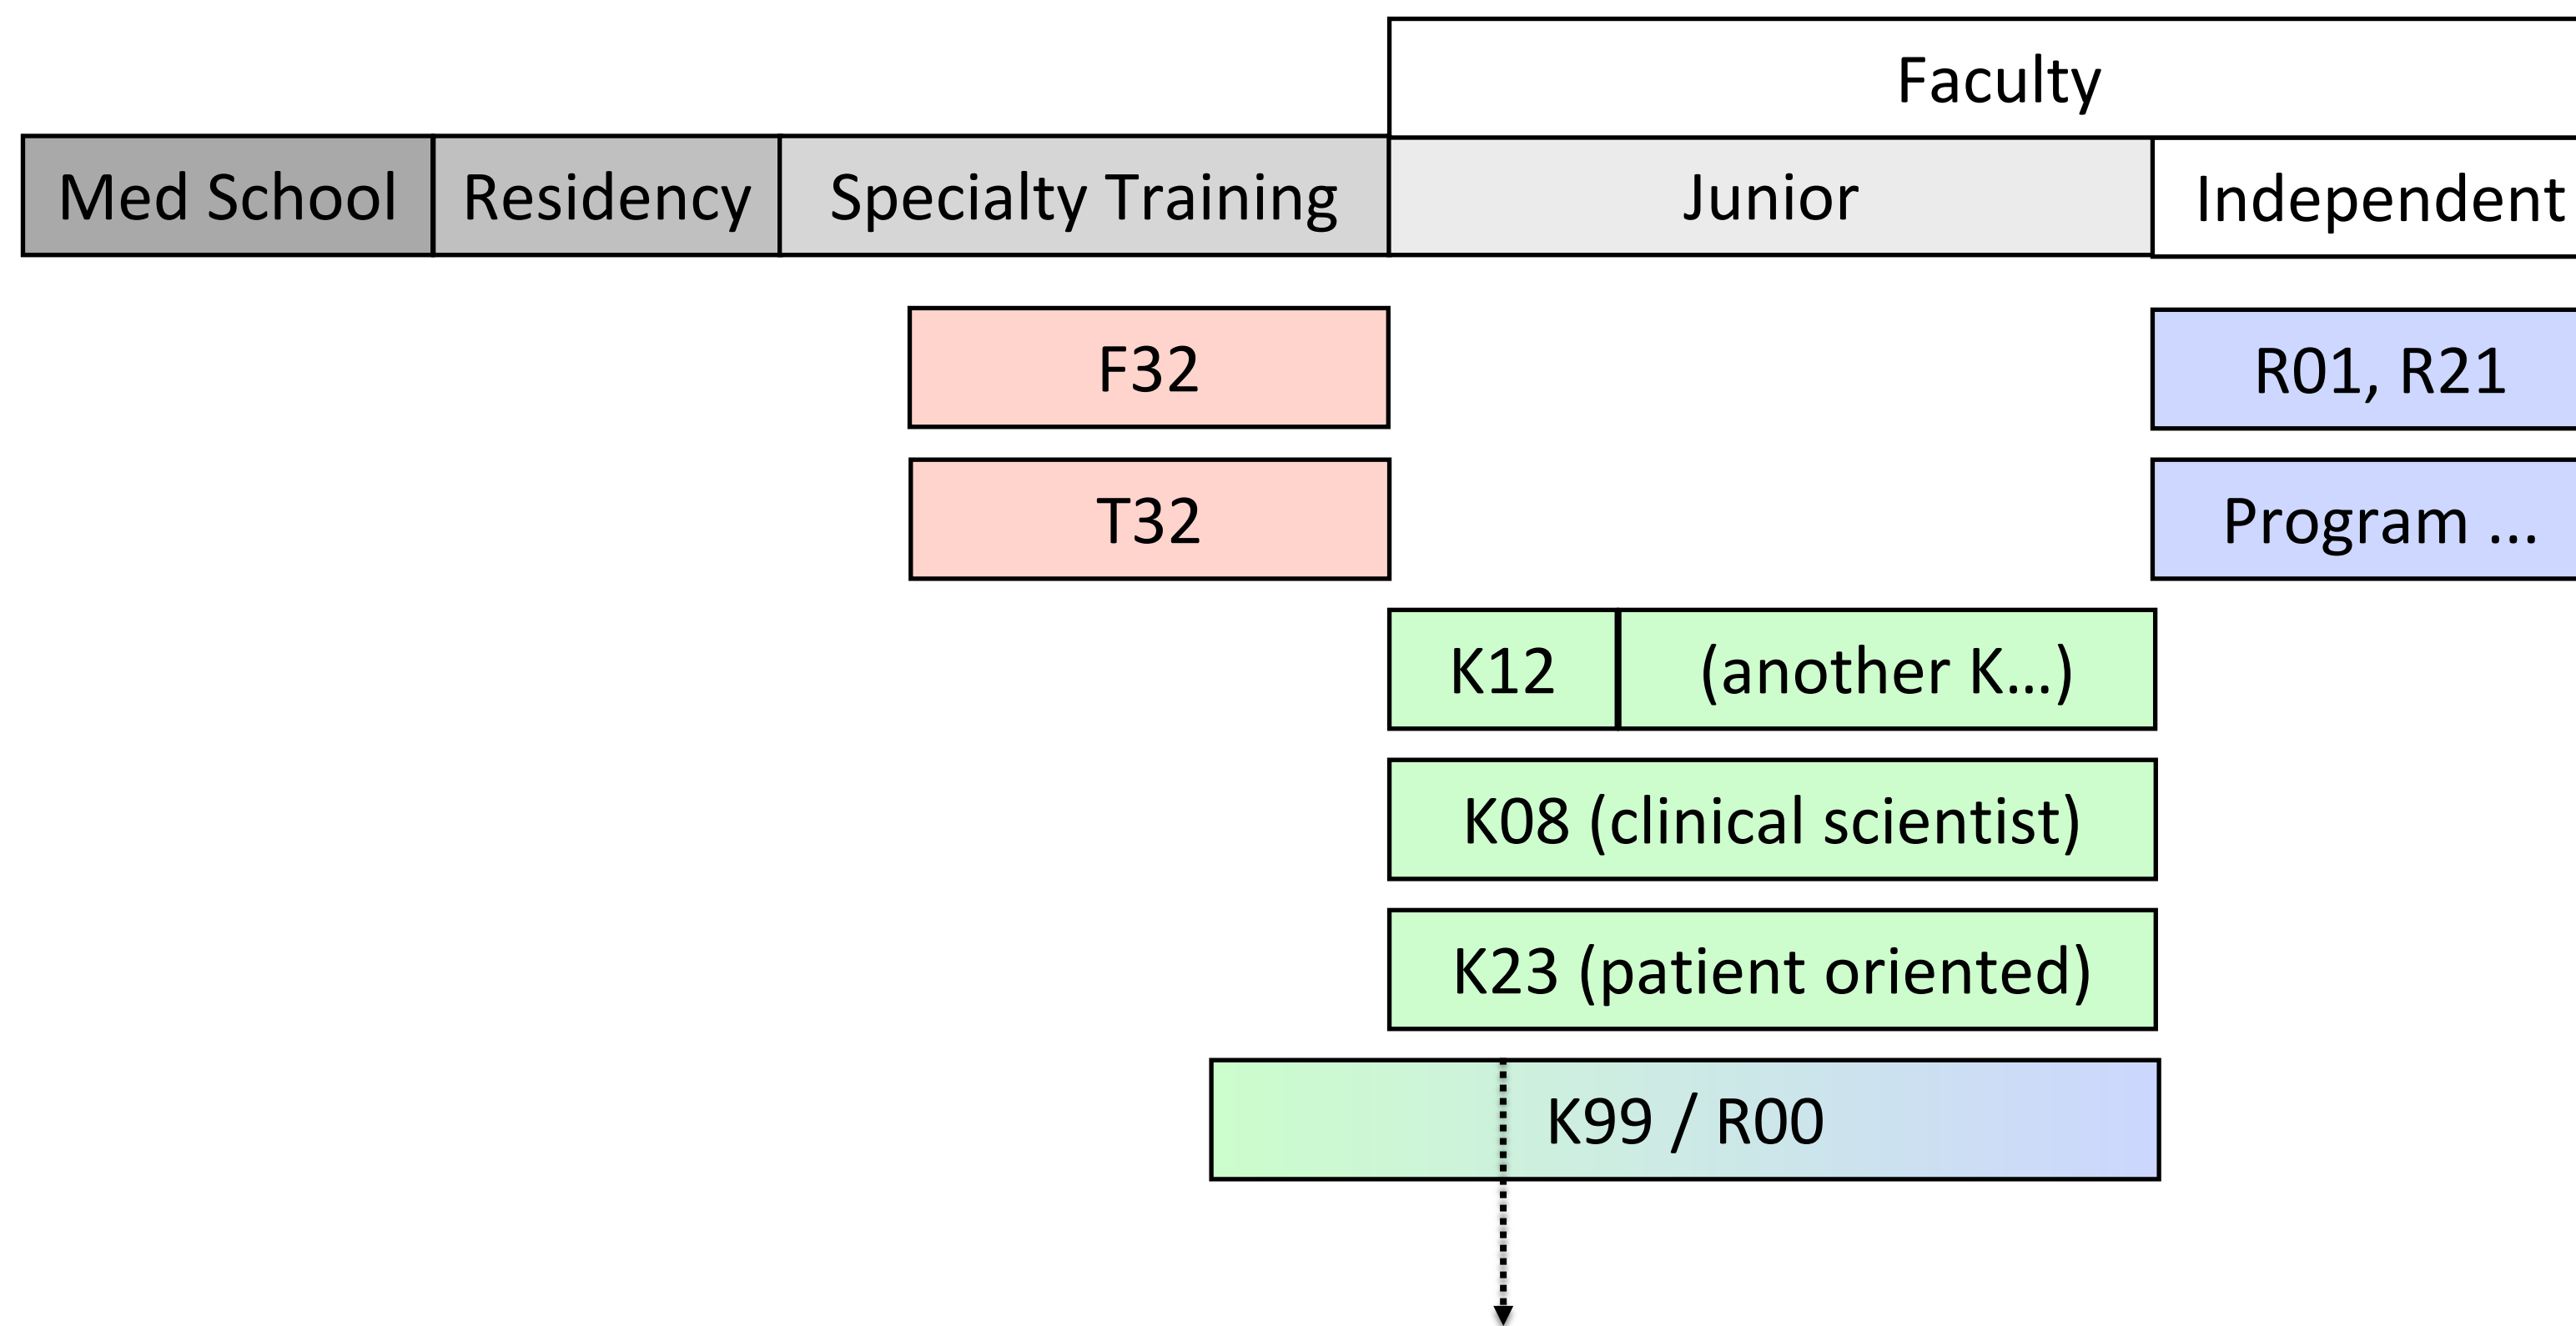 Faculty
Med School
Residency
Specialty Training
Junior
Independent
F32
R01, R21
T32
Program ...
K12
(another K...)
K08 (clinical scientist)
K23 (patient oriented)
K99 / R00